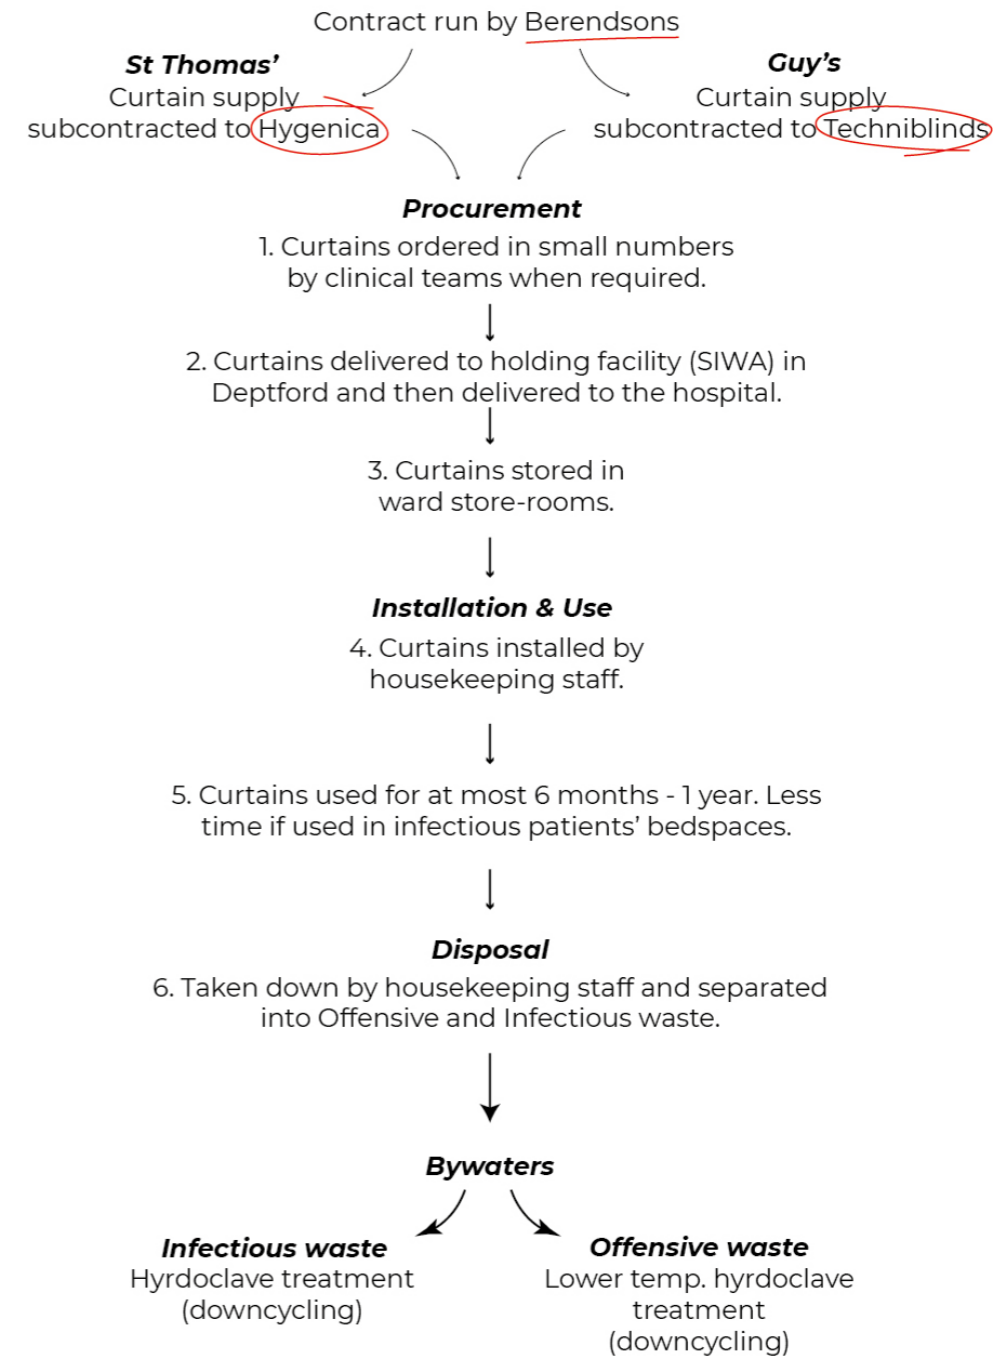 Contract run by Berendsons
St Thomas’
Curtain supply
subcontracted to Hygenica
Guy’s
Curtain supply
subcontracted to Techniblinds
Procurement
1. Curtains ordered in small numbers
by clinical teams when required.
2. Curtains delivered to holding facility (SIWA) in
Deptford and then delivered to the hospital.
3. Curtains stored in
ward store-rooms.
Installation & Use
4. Curtains installed by
housekeeping staff.
5. Curtains used for at most 6 months - 1 year. Less
time if used in infectious patients’ bedspaces.
Disposal
6. Taken down by housekeeping staff and separated
into Offensive and Infectious waste.
Bywaters
Infectious waste
Hyrdoclave treatment
(downcycling)
Offensive waste
Lower temp. hyrdoclave
treatment
(downcycling)